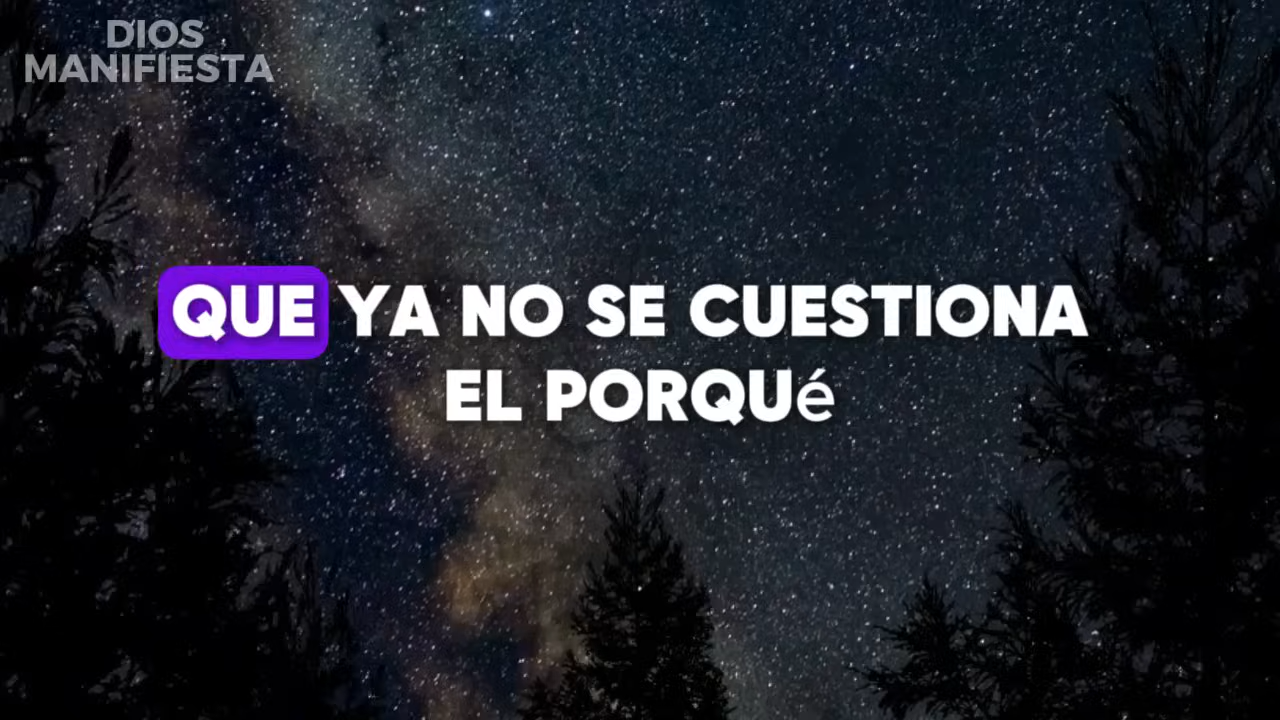 DIOS
MANIFIESTA
QUE YA NO SE CUESTIONA
EL PORQUé